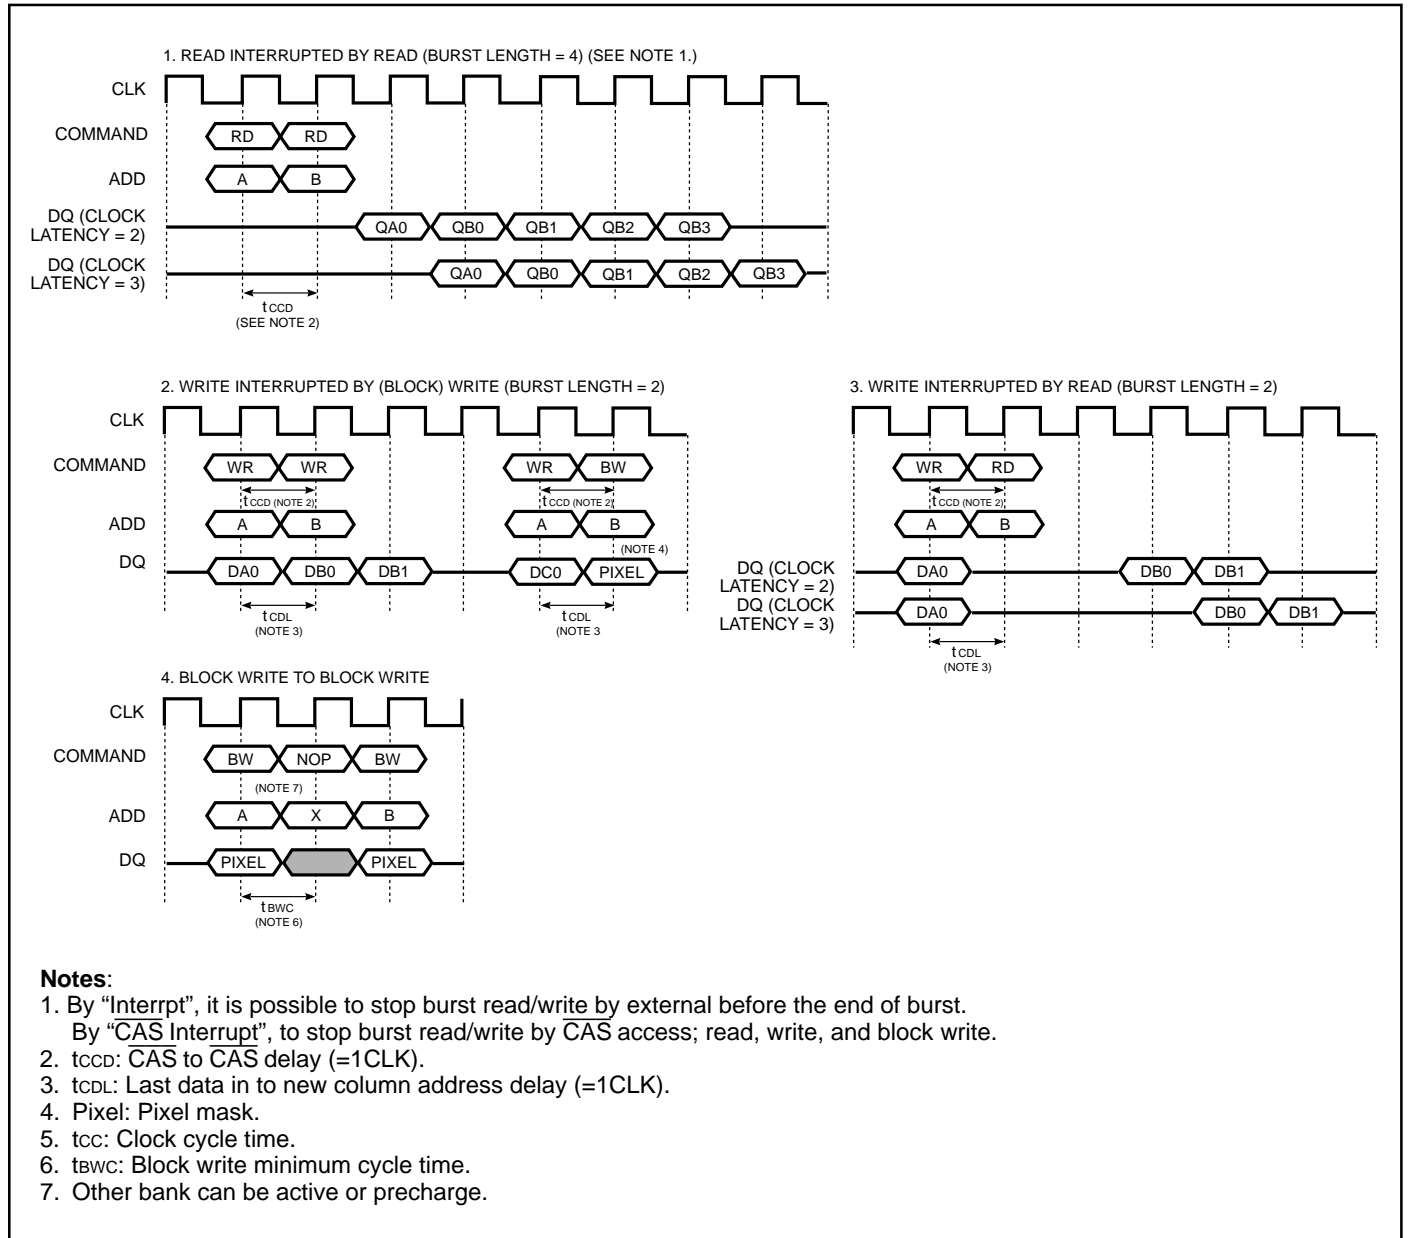 1. READ INTERRUPTED BY READ (BURST LENGTH = 4) (SEE NOTE 1.)
CLK
COMMAND RD RD
ADD A B
DQ (CLOCK
LATENCY = 2) QA0 QB0 QB1 QB2 QB3
DQ (CLOCK
LATENCY = 3) QA0 QB0 QB1 QB2 QB3
tCCD
(SEE NOTE 2)
2. WRITE INTERRUPTED BY (BLOCK) WRITE (BURST LENGTH = 2)
CLK
COMMAND WR WR WR BW
tCCD (NOTE 2) tCCD (NOTE 2)
ADD A B A B
(NOTE 4)
DQ DA0 DB0 DB1 DC0 PIXEL
tCDL tCDL
(NOTE 3) (NOTE 3
3. WRITE INTERRUPTED BY READ (BURST LENGTH = 2)
WR RD
tCCD (NOTE 2)
A B
DQ (CLOCK
LATENCY = 2) DA0 DB0 DB1
DQ (CLOCK
LATENCY = 3) DA0 DB0 DB1
tCDL
(NOTE 3)
4. BLOCK WRITE TO BLOCK WRITE
CLK
COMMAND BW NOP BW
(NOTE 7)
ADD A X B
DQ PIXEL PIXEL
tBWC
(NOTE 6)
Notes:
1. By “Interrpt”, it is possible to stop burst read/write by external before the end of burst.
By “CAS Interrupt”, to stop burst read/write by CAS access; read, write, and block write.
2. tCCD: CAS to CAS delay (=1CLK).
3. tCDL: Last data in to new column address delay (=1CLK).
4. Pixel: Pixel mask.
5. tCC: Clock cycle time.
6. tBWC: Block write minimum cycle time.
7. Other bank can be active or precharge.